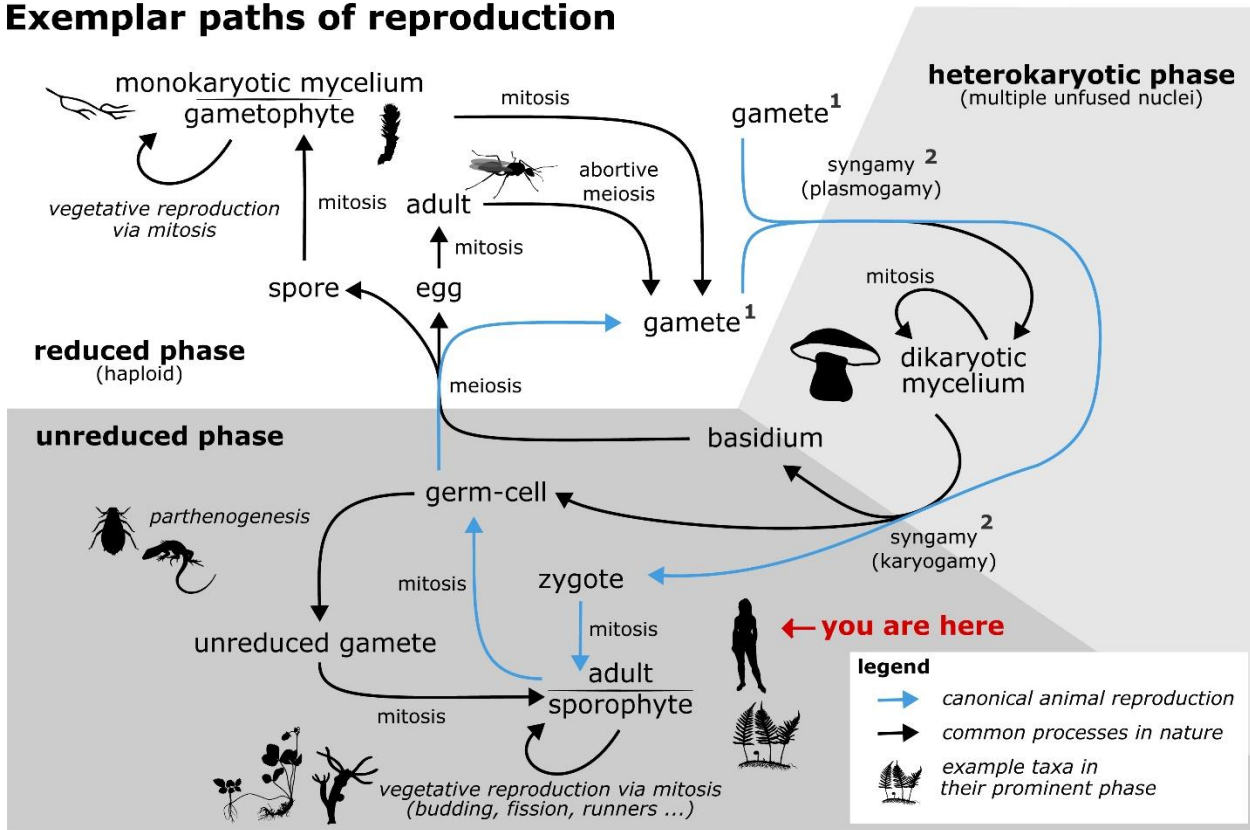 Exemplar paths of reproduction
monokaryotic mycelium
gametophyte
vegetative reproduction
via mitosis
mitosis
spore
mitosis
adult
mitosis
egg
abortive
meiosis
gamete¹
gamete¹
syngamy ²
(plasmogamy)
heterokaryotic phase
(multiple unfused nuclei)
mitosis
dikaryotic
mycelium
reduced phase
(haploid)
meiosis
unreduced phase
basidium
germ-cell
parthenogenesis
syngamy ²
(karyogamy)
mitosis
zygote
mitosis
unreduced gamete
mitosis
adult
sporophyte
vegetative reproduction via mitosis
(budding, fission, runners ...)
you are here
legend
canonical animal reproduction
common processes in nature
example taxa in
their prominent phase